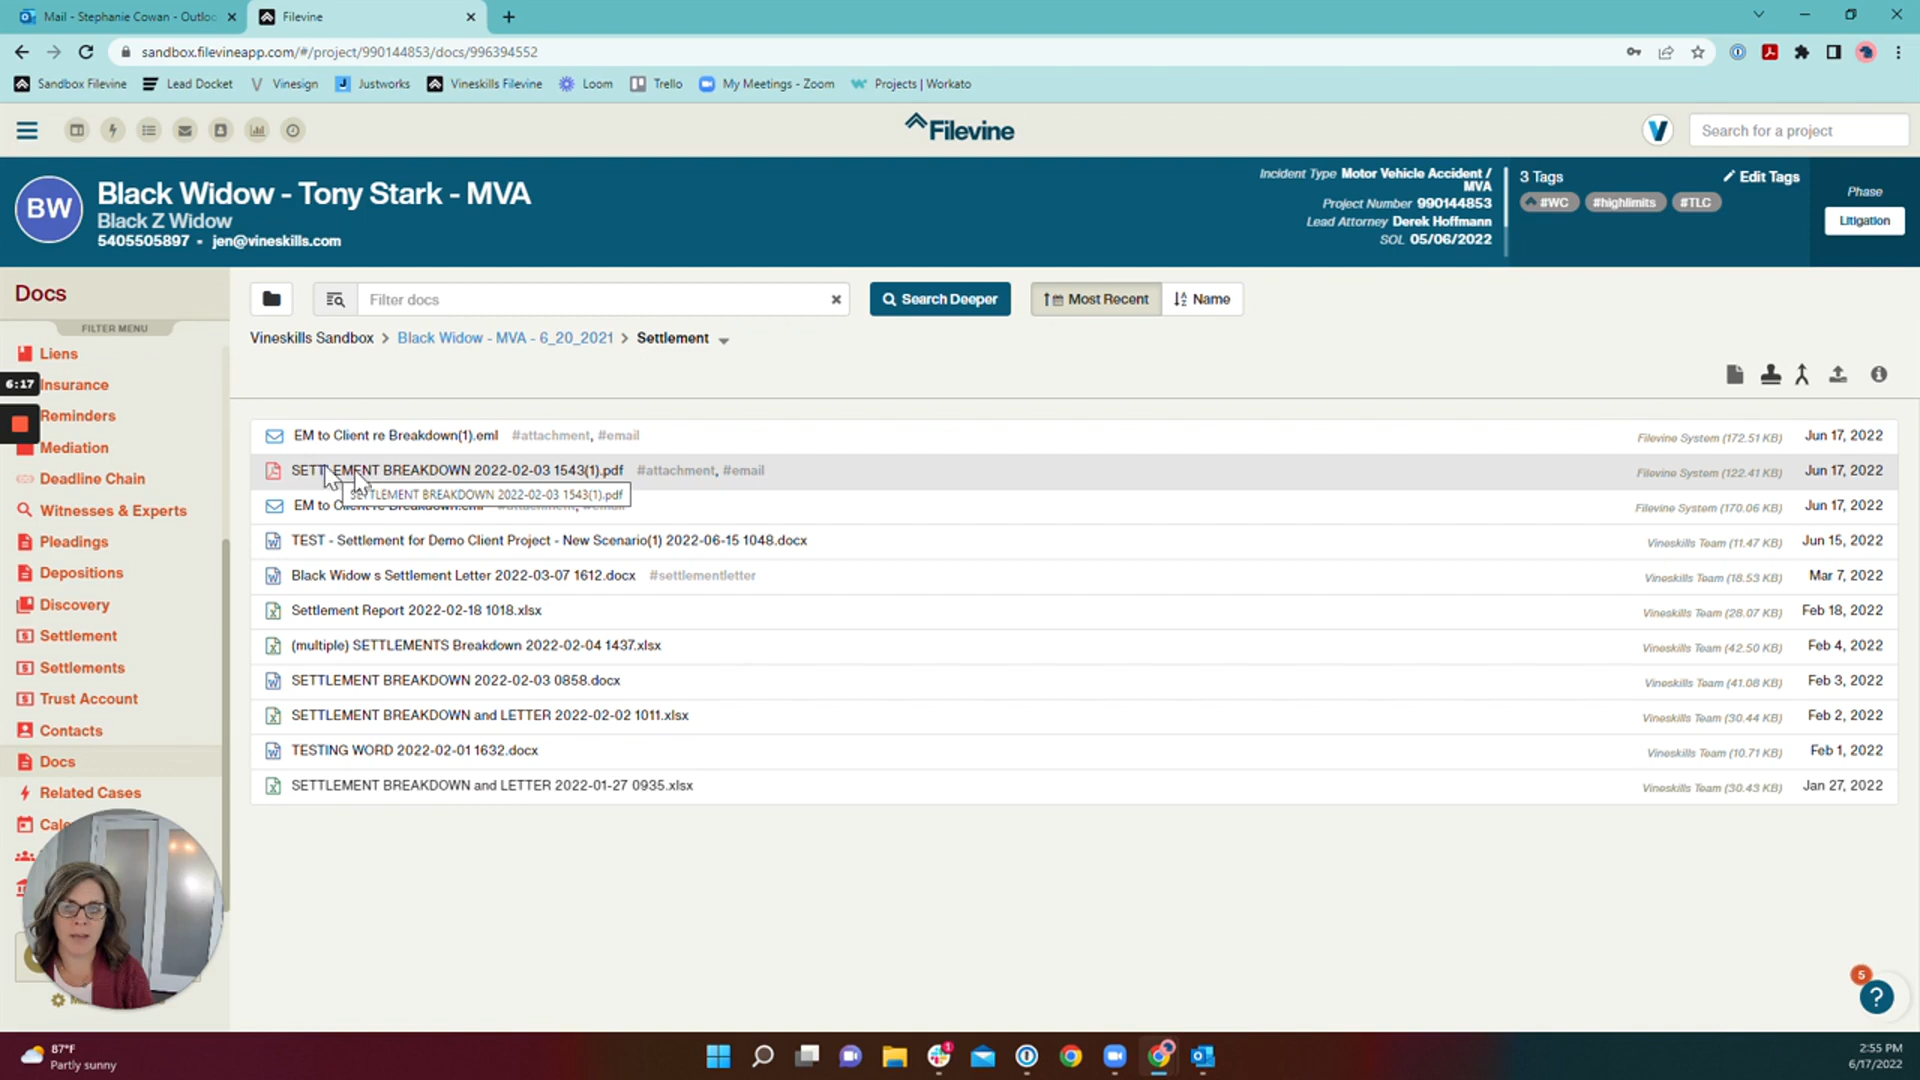 Mail - Stephanie Cowan - Outloo
Filevine
sandbox.filevineapp.com/#/project/990144853/docs/996394552
Sandbox Filevine
Lead Docket
Vinesign
Justworks
Vineskills Filevine
Loom
Trello
My Meetings - Zoom
Projects | Workato
Filevine
V
Search for a project
BW
Black Widow - Tony Stark - MVA
Black Z Widow
5405505897 - jen@vineskills.com
Incident Type Motor Vehicle Accident / MVA
Project Number 990144853
Lead Attorney Derek Hoffmann
SOL 05/06/2022
3 Tags
Edit Tags
#WC
#highlimits
#TLC
Phase
Litigation
Docs
FILTER MENU
Liens
6:17
Insurance
Reminders
Mediation
Deadline Chain
Witnesses & Experts
Pleadings
Depositions
Discovery
Settlement
Settlements
Trust Account
Contacts
Docs
Related Cases
Filter docs
Search Deeper
Most Recent
Name
Vineskills Sandbox > Black Widow - MVA - 6_20_2021 > Settlement
EM to Client re Breakdown(1).eml #attachment, #email Filevine System (172.51 KB) Jun 17, 2022
SETTLEMENT BREAKDOWN 2022-02-03 1543(1).pdf #attachment, #email Filevine System (122.41 KB) Jun 17, 2022
SETTLEMENT BREAKDOWN 2022-02-03 1543(1).pdf
EM to Client re Breakdown.eml #attachment, #email Filevine System (170.06 KB) Jun 17, 2022
TEST - Settlement for Demo Client Project - New Scenario(1) 2022-06-15 1048.docx Vineskills Team (11.47 KB) Jun 15, 2022
Black Widow s Settlement Letter 2022-03-07 1612.docx #settlementletter Vineskills Team (18.53 KB) Mar 7, 2022
Settlement Report 2022-02-18 1018.xlsx Vineskills Team (28.07 KB) Feb 18, 2022
(multiple) SETTLEMENTS Breakdown 2022-02-04 1437.xlsx Vineskills Team (42.50 KB) Feb 4, 2022
SETTLEMENT BREAKDOWN 2022-02-03 0858.docx Vineskills Team (41.08 KB) Feb 3, 2022
SETTLEMENT BREAKDOWN and LETTER 2022-02-02 1011.xlsx Vineskills Team (30.44 KB) Feb 2, 2022
TESTING WORD 2022-02-01 1632.docx Vineskills Team (10.71 KB) Feb 1, 2022
SETTLEMENT BREAKDOWN and LETTER 2022-01-27 0935.xlsx Vineskills Team (30.43 KB) Jan 27, 2022
5
?
87°F
Partly sunny
1
2:55 PM
6/17/2022